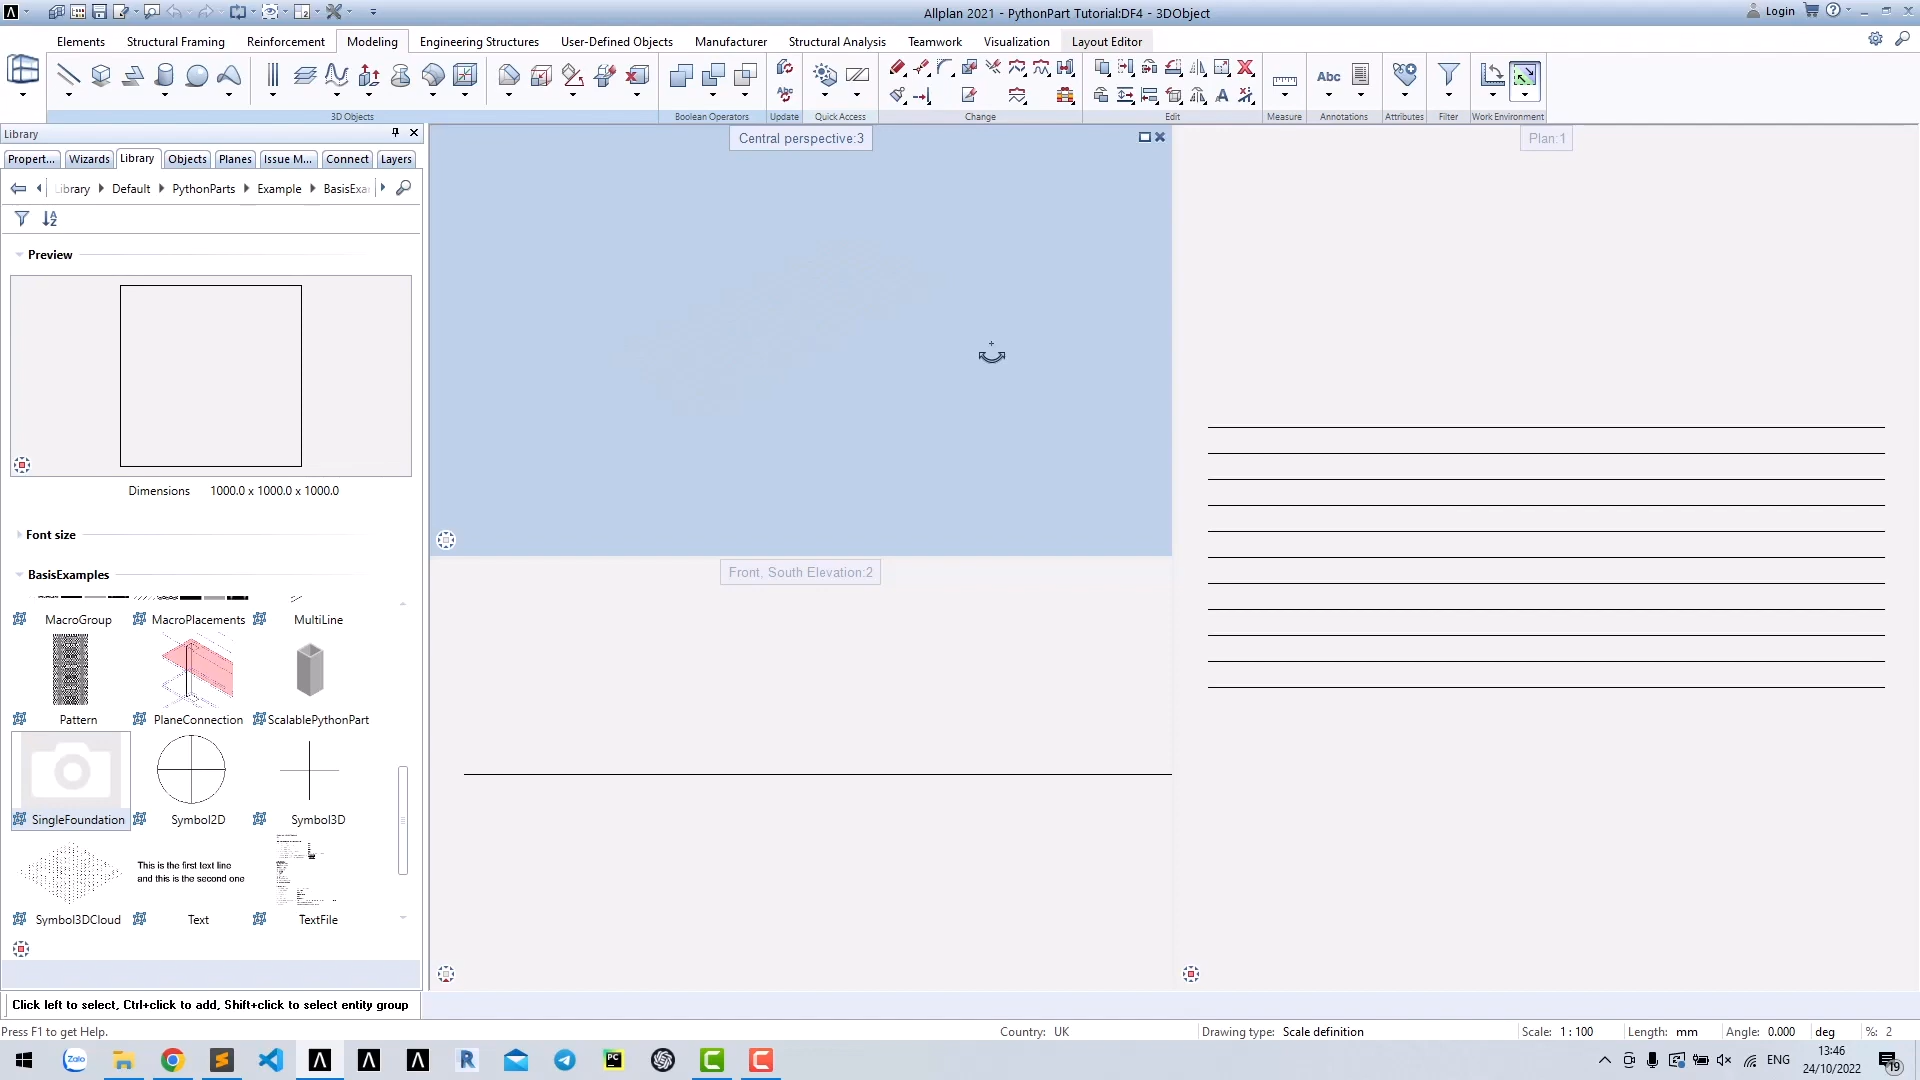 Allplan 2021 - PythonPart Tutorial:DF4 - 3DObject
Login
Elements
Structural Framing
Reinforcement
Modeling
Engineering Structures
User-Defined Objects
Manufacturer
Structural Analysis
Teamwork
Visualization
Layout Editor
Abc
Abc
3D Objects
Boolean Operators
Update
Quick Access
Change
Edit
Measure
Annotations
Attributes
Filter
Work Environment
Library
Propert...
Wizards
Library
Objects
Planes
Issue M...
Connect
Layers
Default
PythonParts
Example
Preview
Dimensions 1000.0 x 1000.0 x 1000.0
Font size
BasisExamples
MacroGroup
MacroPlacements
MultiLine
Pattern
PlaneConnection
ScalablePythonPart
SingleFoundation
Symbol2D
Symbol3D
This is the first text line
and this is the second one
Symbol3DCloud
Text
TextFile
Central perspective:3
Plan:1
Front, South Elevation:2
Click left to select, Ctrl+click to add, Shift+click to select entity group
Press F1 to get Help.
Country: UK
Drawing type: Scale definition
Scale: 1 : 100
Length: mm
Angle: 0.000 deg
%: 2
Zalo
R
PC
ENG
13:46
24/10/2022
19